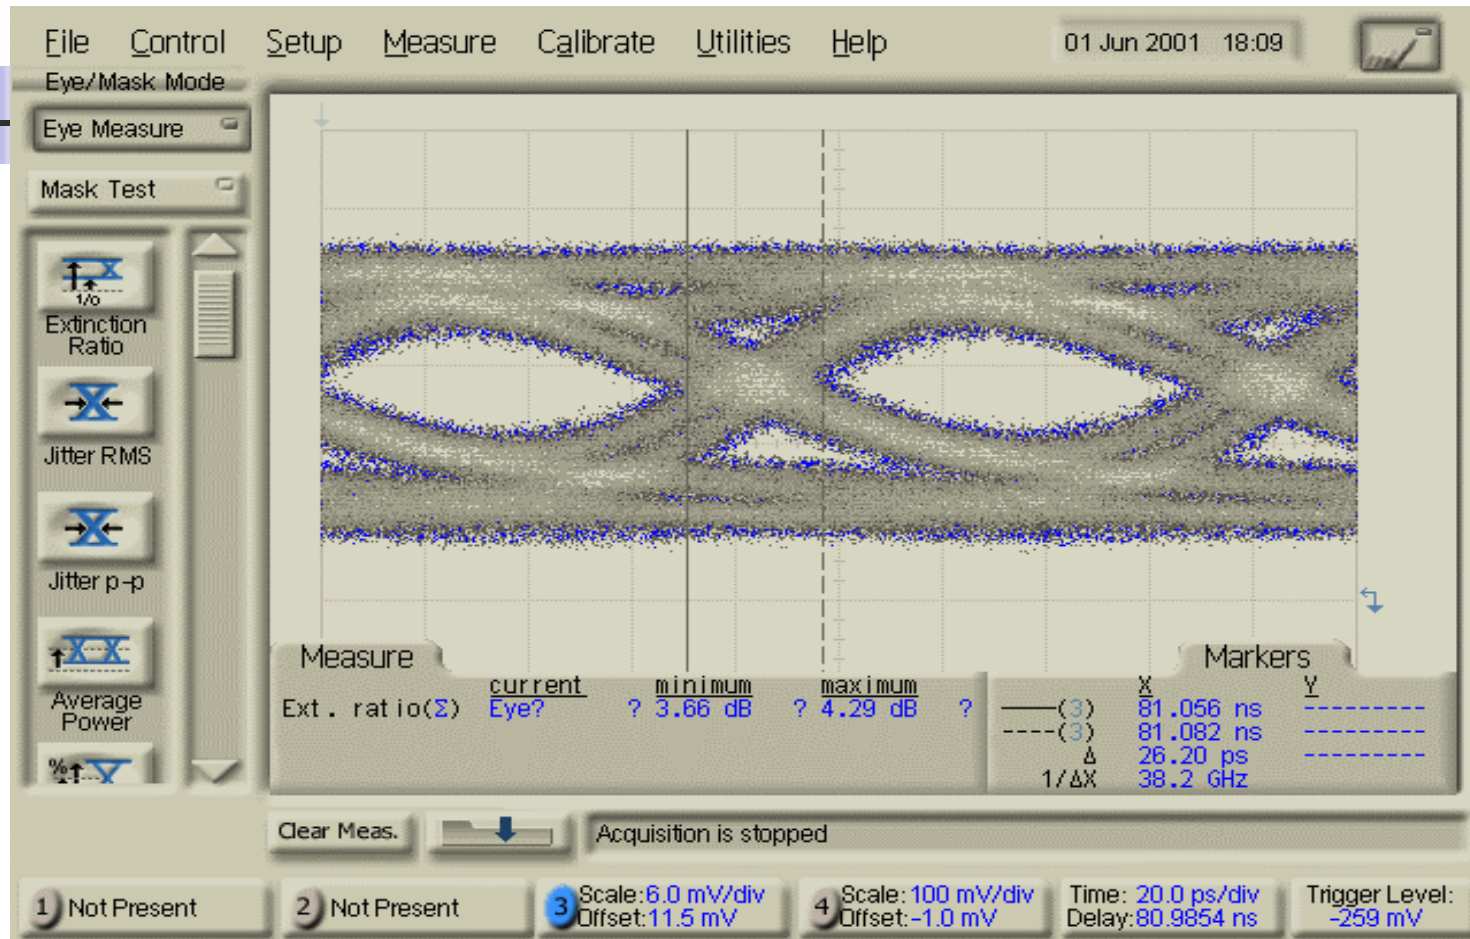 File Control Setup Measure Calibrate Utilities Help 01 Jun 2001 18:09
Eye/Mask Mode
Eye Measure
Mask Test
1/0
Extinction
Ratio
Jitter RMS
Jitter p-p
Average
Power
%
Measure
current minimum maximum
Ext. ratio(Σ) Eye? ? 3.66 dB ? 4.29 dB ?
Markers
X Y
——(3) 81.056 ns ---------
----(3) 81.082 ns ---------
Δ 26.20 ps ---------
1/ΔX 38.2 GHz
Clear Meas. Acquisition is stopped
1 Not Present
2 Not Present
3 Scale:6.0 mV/div
Offset:11.5 mV
4 Scale:100 mV/div
Offset:-1.0 mV
Time: 20.0 ps/div
Delay:80.9854 ns
Trigger Level:
-259 mV